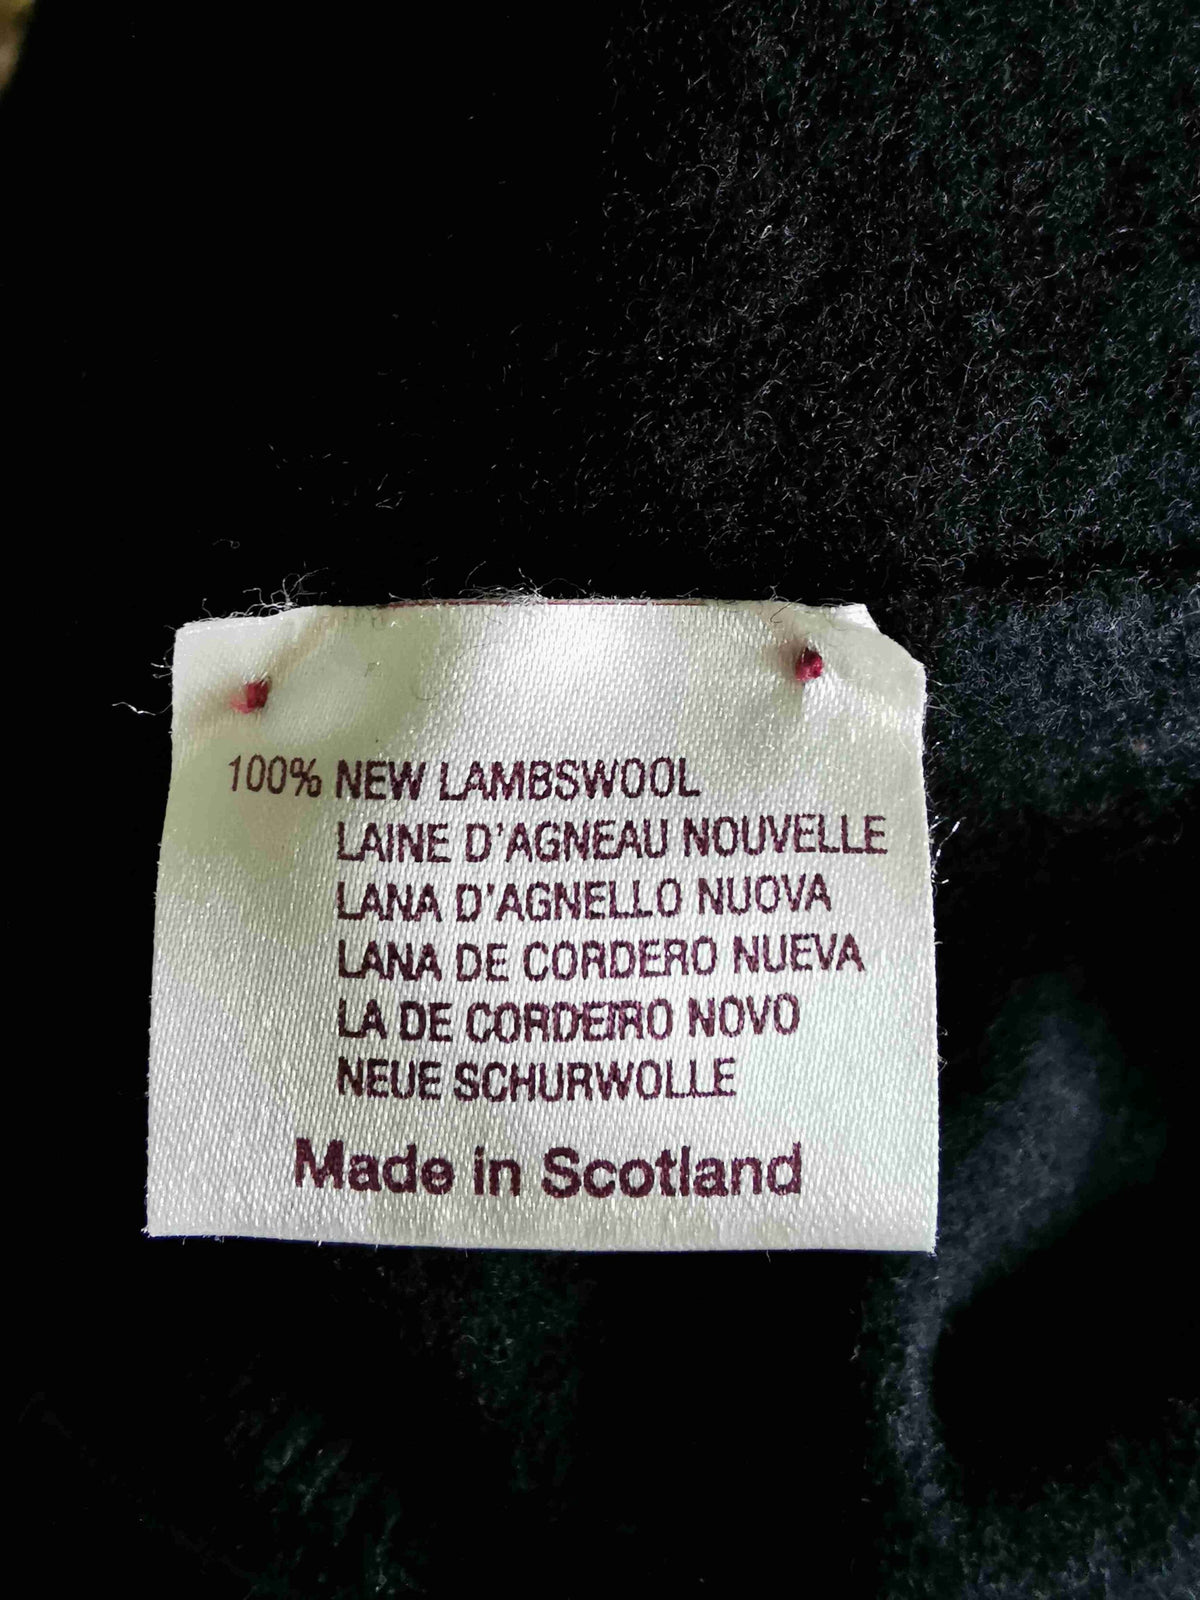 100% NEW LAMBSWOOL
LAINE D'AGNEAU NOUVELLE
LANA D'AGNELLO NUOVA
LANA DE CORDERO NUEVA
LA DE CORDEIRO NOVO
NEUE SCHURWOLLE
Made in Scotland